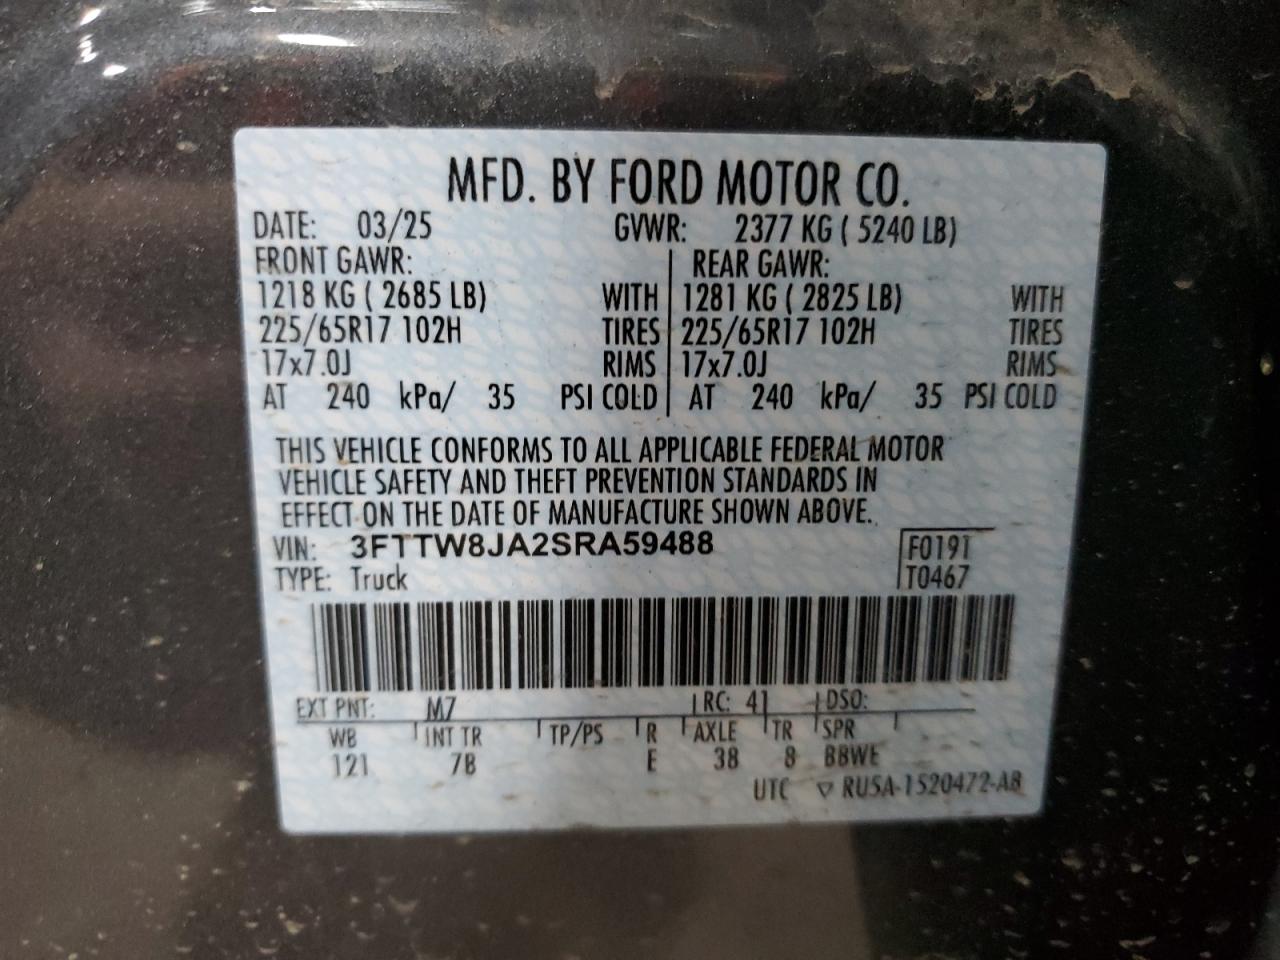 MFD. BY FORD MOTOR CO.
DATE: 03/25 GVWR: 2377 KG ( 5240 LB)
FRONT GAWR: REAR GAWR:
1218 KG ( 2685 LB) WITH 1281 KG ( 2825 LB) WITH
225/65R17 102H TIRES 225/65R17 102H TIRES
17x7.0J RIMS 17x7.0J RIMS
AT 240 kPa/ 35 PSI COLD AT 240 kPa/ 35 PSI COLD
THIS VEHICLE CONFORMS TO ALL APPLICABLE FEDERAL MOTOR
VEHICLE SAFETY AND THEFT PREVENTION STANDARDS IN
EFFECT ON THE DATE OF MANUFACTURE SHOWN ABOVE.
VIN: 3FTTW8JA2SRA59488 F0191
TYPE: Truck T0467
EXT PNT: M7 RC: 41 DSO:
WB INT TR TP/PS R AXLE TR SPR
121 7B E 38 8 BBWE
UTC ▽ RU5A-1520472-AB